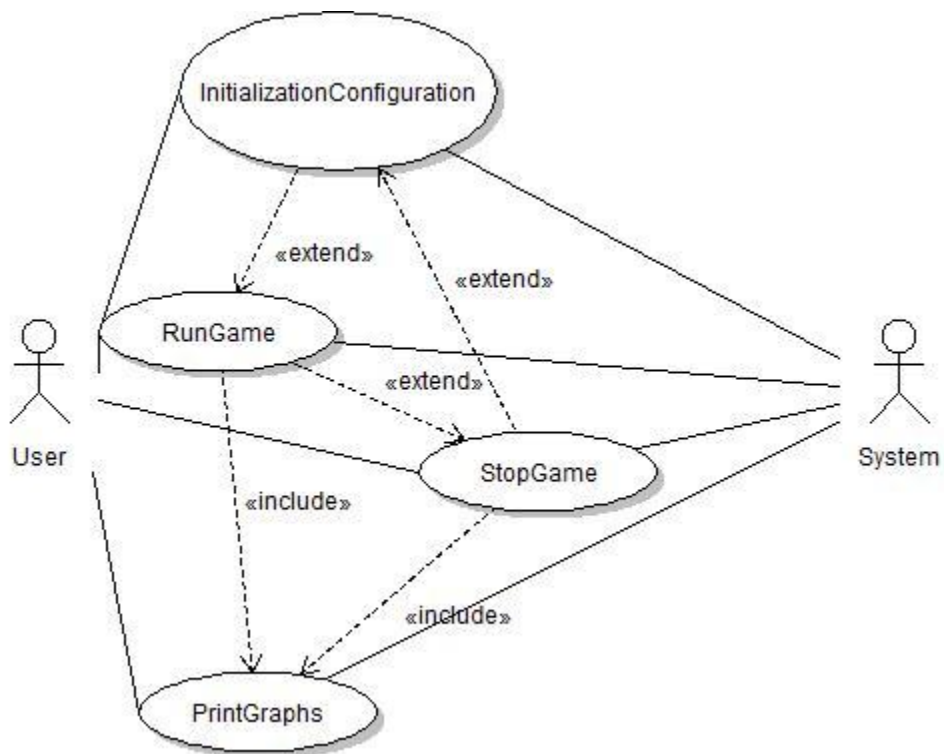 InitializationConfiguration
«extend»
«extend»
RunGame
«extend»
User
System
StopGame
«include»
«include»
PrintGraphs